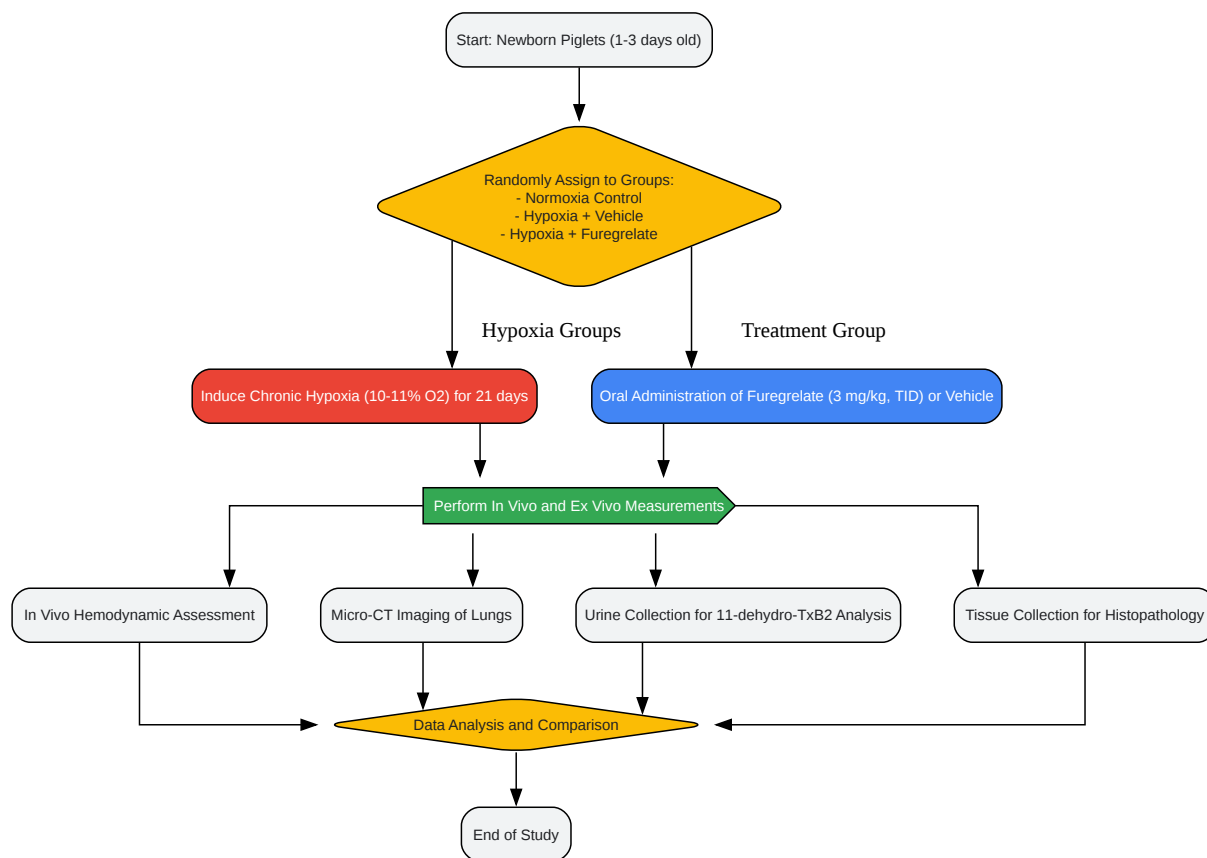 Start: Newborn Piglets (1-3 days old)
Randomly Assign to Groups:
- Normoxia Control
- Hypoxia + Vehicle
- Hypoxia + Furegrelate
Hypoxia Groups
Treatment Group
Induce Chronic Hypoxia (10-11% O2) for 21 days
Oral Administration of Furegrelate (3 mg/kg, TID) or Vehicle
Perform In Vivo and Ex Vivo Measurements
In Vivo Hemodynamic Assessment
Micro-CT Imaging of Lungs
Urine Collection for 11-dehydro-TxB2 Analysis
Tissue Collection for Histopathology
Data Analysis and Comparison
End of Study